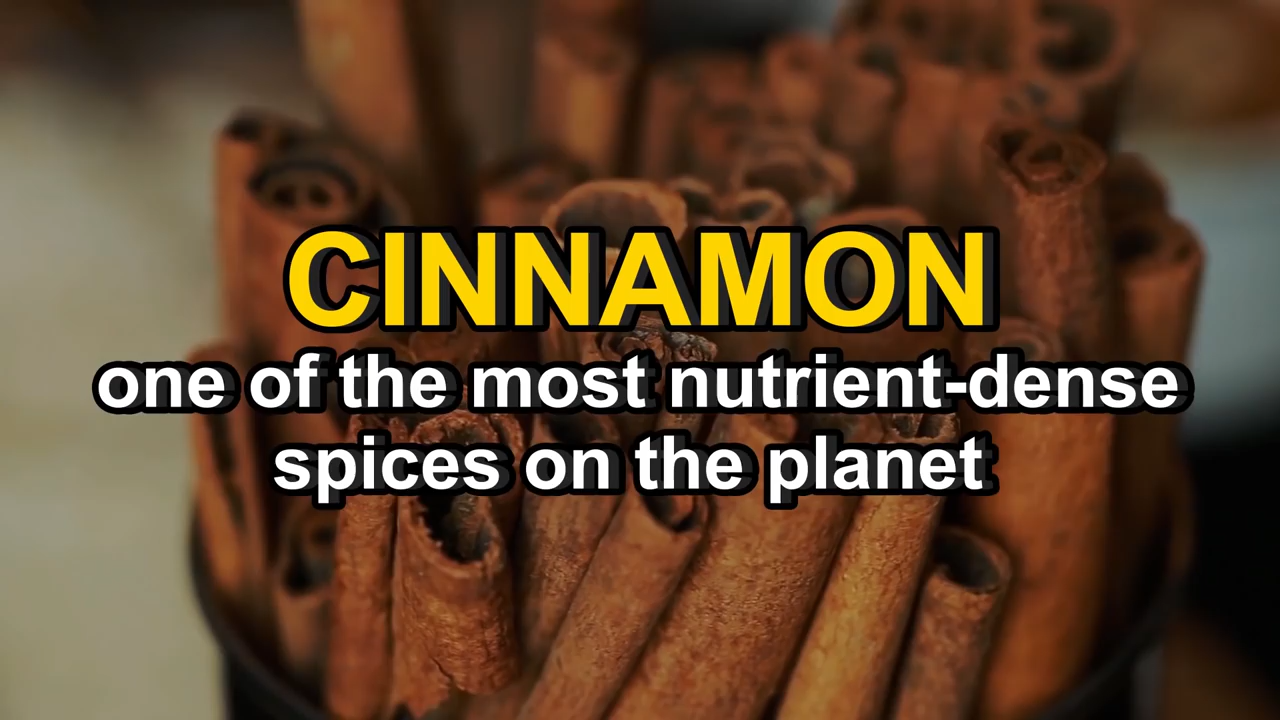 CINNAMON
one of the most nutrient-dense
spices on the planet